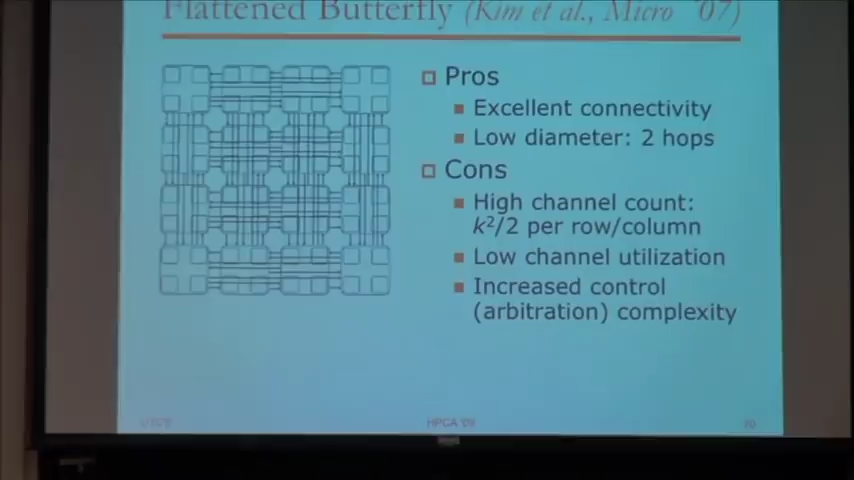 Flattened Butterfly (Kim et al., Micro '07)
Pros
Excellent connectivity
Low diameter: 2 hops
Cons
High channel count:
k²/2 per row/column
Low channel utilization
Increased control
(arbitration) complexity
HPCA '09